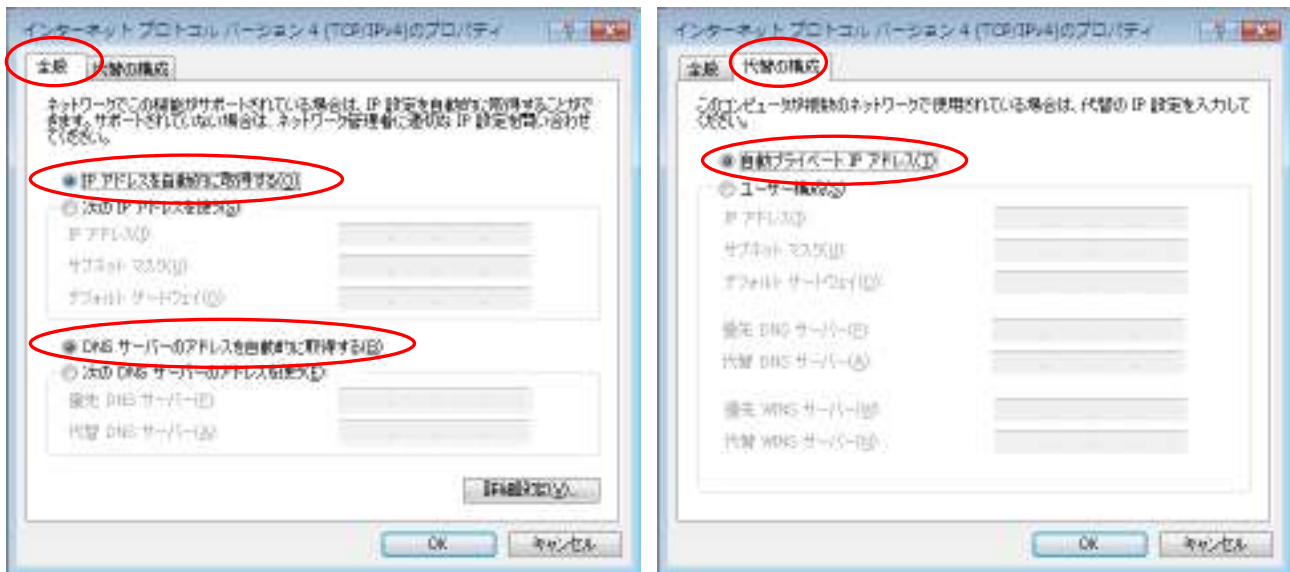 インターネット プロトコル バージョン 4 (TCP/IPv4)のプロパティ
全般
代替の構成
ネットワークでこの機能がサポートされている場合は、IP 設定を自動的に取得することがで
きます。サポートされていない場合は、ネットワーク管理者に適切な IP 設定を問い合わせ
てください。
IP アドレスを自動的に取得する(O)
次の IP アドレスを使う(S)
IP アドレス(I)
サブネット マスク(U)
デフォルト ゲートウェイ(D)
DNS サーバーのアドレスを自動的に取得する(B)
次の DNS サーバーのアドレスを使う(E)
優先 DNS サーバー(P)
代替 DNS サーバー(A)
詳細設定(V)...
OK
キャンセル
インターネット プロトコル バージョン 4 (TCP/IPv4)のプロパティ
全般
代替の構成
このコンピュータが複数のネットワークで使用されている場合は、代替の IP 設定を入力して
ください。
自動プライベート IP アドレス(T)
ユーザー構成(S)
IP アドレス(I)
サブネット マスク(U)
デフォルト ゲートウェイ(D)
優先 DNS サーバー(P)
代替 DNS サーバー(A)
優先 WINS サーバー(W)
代替 WINS サーバー(N)
OK
キャンセル